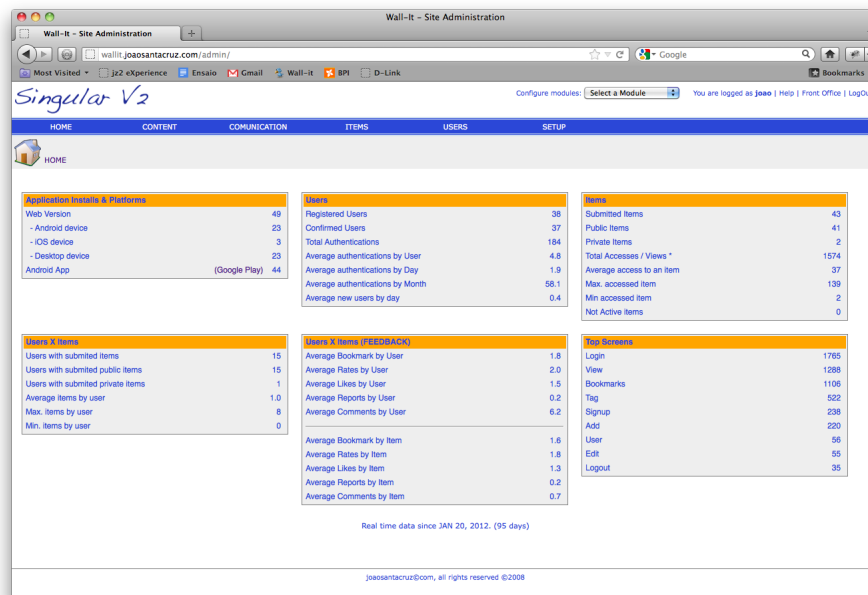 Wall-It - Site Administration
Wall-It - Site Administration
wallit.joaosantacruz.com/admin/ Google
Most Visited jz2 eXperience Ensaio Gmail Wall-it BPI D-Link Bookmarks
Singular V2
Configure modules: Select a Module You are logged as joao | Help | Front Office | LogOu
HOME CONTENT COMUNICATION ITEMS USERS SETUP
HOME
Application Installs & Platforms
Web Version 49
- Android device 23
- iOS device 3
- Desktop device 23
Android App (Google Play) 44
Users
Registered Users 38
Confirmed Users 37
Total Authentications 184
Average authentications by User 4.8
Average authentications by Day 1.9
Average authentications by Month 58.1
Average new users by day 0.4
Items
Submitted Items 43
Public Items 41
Private Items 2
Total Accesses / Views * 1574
Average access to an item 37
Max. accessed item 139
Min accessed item 2
Not Active items 0
Users X Items
Users with submited items 15
Users with submited public items 15
Users with submited private items 1
Average items by user 1.0
Max. items by user 8
Min. items by user 0
Users X Items (FEEDBACK)
Average Bookmark by User 1.8
Average Rates by User 2.0
Average Likes by User 1.5
Average Reports by User 0.2
Average Comments by User 6.2
Average Bookmark by Item 1.6
Average Rates by Item 1.8
Average Likes by Item 1.3
Average Reports by Item 0.2
Average Comments by Item 0.7
Top Screens
Login 1765
View 1288
Bookmarks 1106
Tag 522
Signup 238
Add 220
User 56
Edit 55
Logout 35
Real time data since JAN 20, 2012. (95 days)
joaosantacruz©com, all rights reserved ©2008